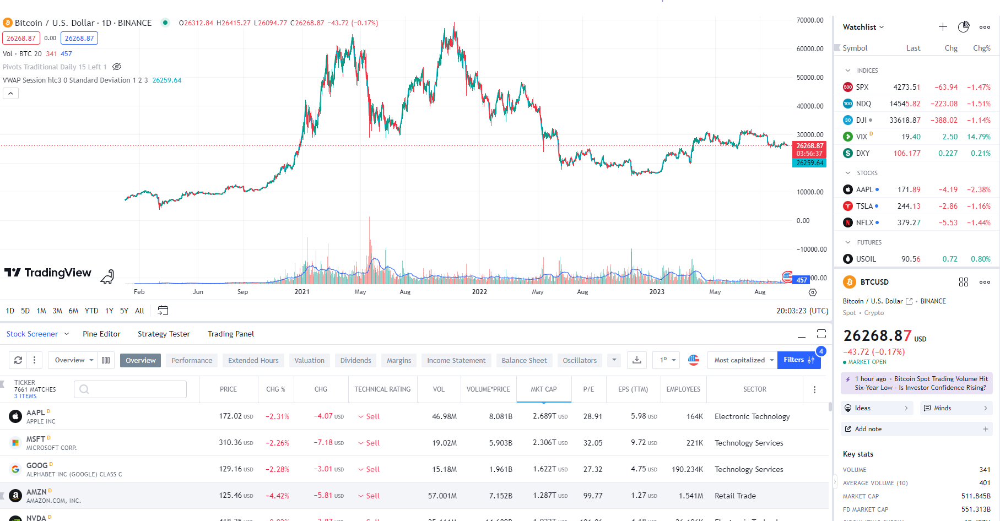 Bitcoin / U.S. Dollar · 1D · BINANCE O26312.84 H26415.27 L26094.77 C26268.87 −43.72 (−0.17%)
26268.87 0.00 26268.87
Vol · BTC 20 341 457
Pivots Traditional Daily 15 Left 1
VWAP Session hlc3 0 Standard Deviation 1 2 3 26259.64
70000.00
60000.00
50000.00
40000.00
30000.00
26268.87
03:56:37
26259.64
10000.00
0.00
−10000.00
457
TradingView
Feb Jun Sep 2021 May Aug 2022 May Aug 2023 May Aug
1D 5D 1M 3M 6M YTD 1Y 5Y All 20:03:23 (UTC)
Stock Screener Pine Editor Strategy Tester Trading Panel
Overview Overview Performance Extended Hours Valuation Dividends Margins Income Statement Balance Sheet Oscillators 1D Most capitalized Filters 4
TICKER
7661 MATCHES
3 ITEMS
PRICE CHG % CHG TECHNICAL RATING VOL VOLUME*PRICE MKT CAP P/E EPS (TTM) EMPLOYEES SECTOR
AAPL D 172.02 USD −2.31% −4.07 USD Sell 46.98M 8.081B 2.689T USD 28.91 5.98 USD 164K Electronic Technology
APPLE INC
MSFT D 310.36 USD −2.26% −7.18 USD Sell 19.02M 5.903B 2.306T USD 32.05 9.72 USD 221K Technology Services
MICROSOFT CORP.
GOOG D 129.16 USD −2.28% −3.01 USD Sell 15.18M 1.961B 1.622T USD 27.32 4.75 USD 190.234K Technology Services
ALPHABET INC (GOOGLE) CLASS C
AMZN D 125.46 USD −4.42% −5.81 USD Sell 57.001M 7.152B 1.287T USD 99.77 1.27 USD 1.541M Retail Trade
AMAZON.COM, INC.
NVDA D
Watchlist
Symbol Last Chg Chg%
INDICES
500 SPX 4273.51 −63.94 −1.47%
100 NDQ 14545.82 −223.08 −1.51%
30 DJI 33618.87 −388.02 −1.14%
VIX D 19.40 2.50 14.79%
DXY 106.177 0.227 0.21%
STOCKS
AAPL 171.89 −4.19 −2.38%
TSLA 244.13 −2.86 −1.16%
NFLX 379.27 −5.53 −1.44%
FUTURES
USOIL 90.56 0.72 0.80%
BTCUSD
Bitcoin / U.S. Dollar • BINANCE
Spot • Crypto
26268.87 USD
−43.72 (−0.17%)
MARKET OPEN
1 hour ago • Bitcoin Spot Trading Volume Hit
Six-Year Low – Is Investor Confidence Rising?
Ideas Minds
Add note
Key stats
VOLUME 341
AVERAGE VOLUME (10) 401
MARKET CAP 511.845B
FD MARKET CAP 551.313B